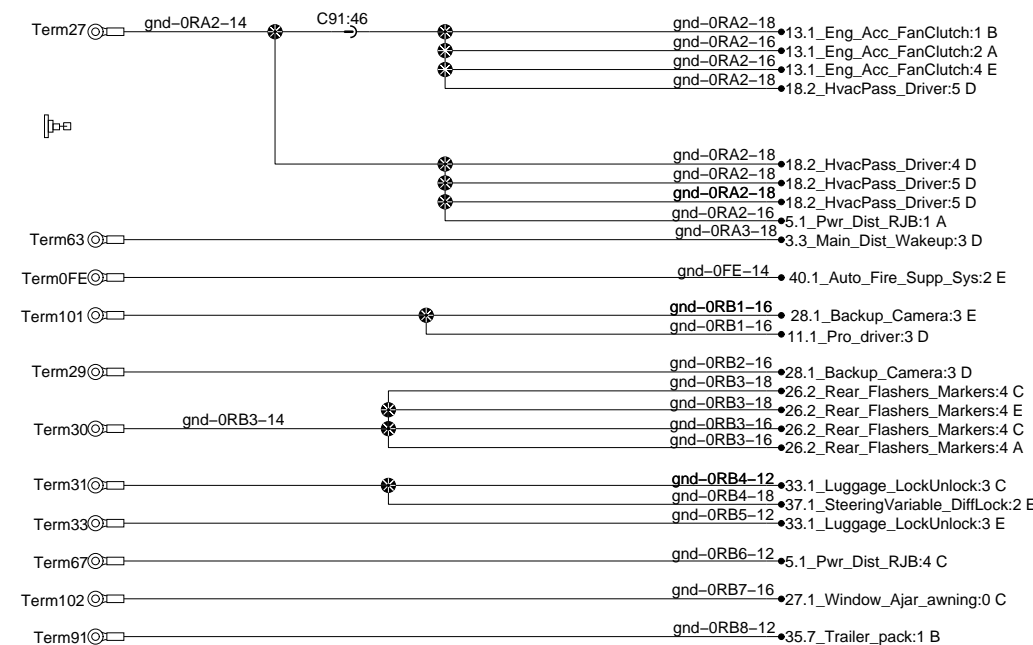 Term27 gnd–0RA2–14 C91:46 gnd–0RA2–18 13.1_Eng_Acc_FanClutch:1 B
gnd–0RA2–16 13.1_Eng_Acc_FanClutch:2 A
gnd–0RA2–16 13.1_Eng_Acc_FanClutch:4 E
gnd–0RA2–18 18.2_HvacPass_Driver:5 D
gnd–0RA2–18 18.2_HvacPass_Driver:4 D
gnd–0RA2–18 18.2_HvacPass_Driver:5 D
gnd–0RA2–18 18.2_HvacPass_Driver:5 D
gnd–0RA2–16 5.1_Pwr_Dist_RJB:1 A
Term63 gnd–0RA3–18 3.3_Main_Dist_Wakeup:3 D
Term0FE gnd–0FE–14 40.1_Auto_Fire_Supp_Sys:2 E
Term101 gnd–0RB1–16 28.1_Backup_Camera:3 E
gnd–0RB1–16 11.1_Pro_driver:3 D
Term29 gnd–0RB2–16 28.1_Backup_Camera:3 D
gnd–0RB3–18 26.2_Rear_Flashers_Markers:4 C
gnd–0RB3–18 26.2_Rear_Flashers_Markers:4 E
Term30 gnd–0RB3–14 gnd–0RB3–16 26.2_Rear_Flashers_Markers:4 C
gnd–0RB3–16 26.2_Rear_Flashers_Markers:4 A
Term31 gnd–0RB4–12 33.1_Luggage_LockUnlock:3 C
gnd–0RB4–18 37.1_SteeringVariable_DiffLock:2 E
Term33 gnd–0RB5–12 33.1_Luggage_LockUnlock:3 E
Term67 gnd–0RB6–12 5.1_Pwr_Dist_RJB:4 C
Term102 gnd–0RB7–16 27.1_Window_Ajar_awning:0 C
Term91 gnd–0RB8–12 35.7_Trailer_pack:1 B